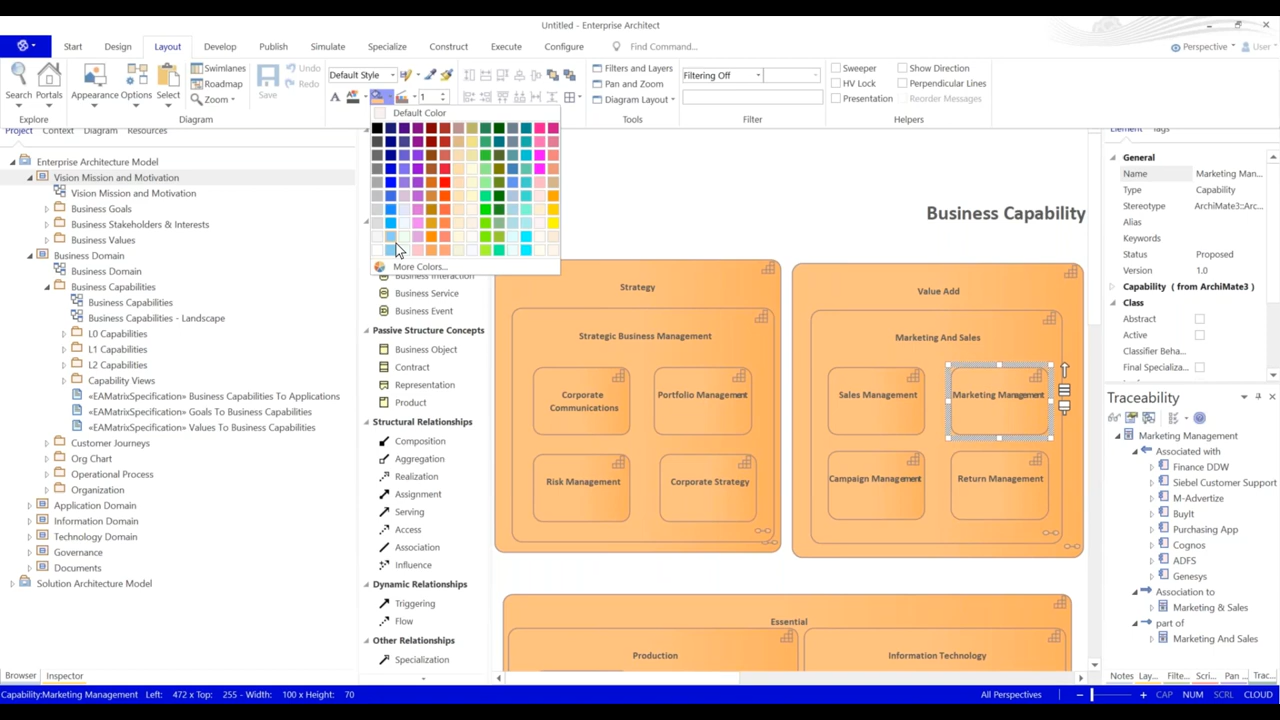 Untitled - Enterprise Architect
Start Design Layout Develop Publish Simulate Specialize Construct Execute Configure Find Command... Perspective User
Search Portals Appearance Options Select Swimlanes Roadmap Zoom Save Undo Redo
Explore Diagram
Default Style
1
Filters and Layers
Pan and Zoom
Diagram Layout
Tools
Filtering Off
Filter
Sweeper Show Direction
HV Lock Perpendicular Lines
Presentation Reorder Messages
Helpers
Default Color
More Colors...
Project Context Diagram Resources
Enterprise Architecture Model
Vision Mission and Motivation
Vision Mission and Motivation
Business Goals
Business Stakeholders & Interests
Business Values
Business Domain
Business Domain
Business Capabilities
Business Capabilities
Business Capabilities - Landscape
L0 Capabilities
L1 Capabilities
L2 Capabilities
Capability Views
«EAMatrixSpecification» Business Capabilities To Applications
«EAMatrixSpecification» Goals To Business Capabilities
«EAMatrixSpecification» Values To Business Capabilities
Customer Journeys
Org Chart
Operational Process
Organization
Application Domain
Information Domain
Technology Domain
Governance
Documents
Solution Architecture Model
Browser Inspector
Business Interaction
Business Service
Business Event
Passive Structure Concepts
Business Object
Contract
Representation
Product
Structural Relationships
Composition
Aggregation
Realization
Assignment
Serving
Access
Association
Influence
Dynamic Relationships
Triggering
Flow
Other Relationships
Specialization
Business Capability
Strategy
Strategic Business Management
Corporate
Communications
Portfolio Management
Risk Management
Corporate Strategy
Value Add
Marketing And Sales
Sales Management
Marketing Management
Campaign Management
Return Management
Essential
Production
Information Technology
Element Tags
General
Name Marketing Man...
Type Capability
Stereotype ArchiMate3::Arc...
Alias
Keywords
Status Proposed
Version 1.0
Capability ( from ArchiMate3 )
Class
Abstract
Active
Classifier Beha...
Final Specializa...
Traceability
Marketing Management
Associated with
Finance DDW
Siebel Customer Support
M-Advertize
BuyIt
Purchasing App
Cognos
ADFS
Genesys
Association to
Marketing & Sales
part of
Marketing And Sales
Notes Lay... Filte... Scri... Pan ... Trac...
Capability:Marketing Management Left: 472 x Top: 255 - Width: 100 x Height: 70
All Perspectives CAP NUM SCRL CLOUD